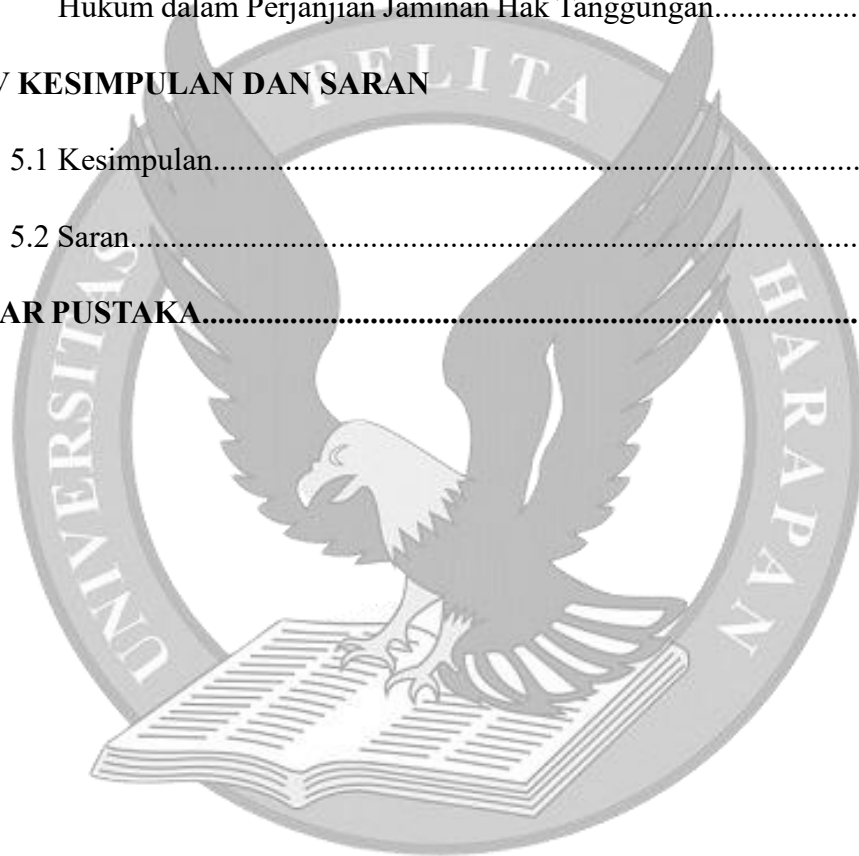 Hukum dalam Perjanjian Jaminan Hak Tanggungan..................
V KESIMPULAN DAN SARAN
5.1 Kesimpulan..................................................................................
5.2 Saran............................................................................................
AR PUSTAKA..................................................................................
UNIVERSITAS PELITA HARAPAN